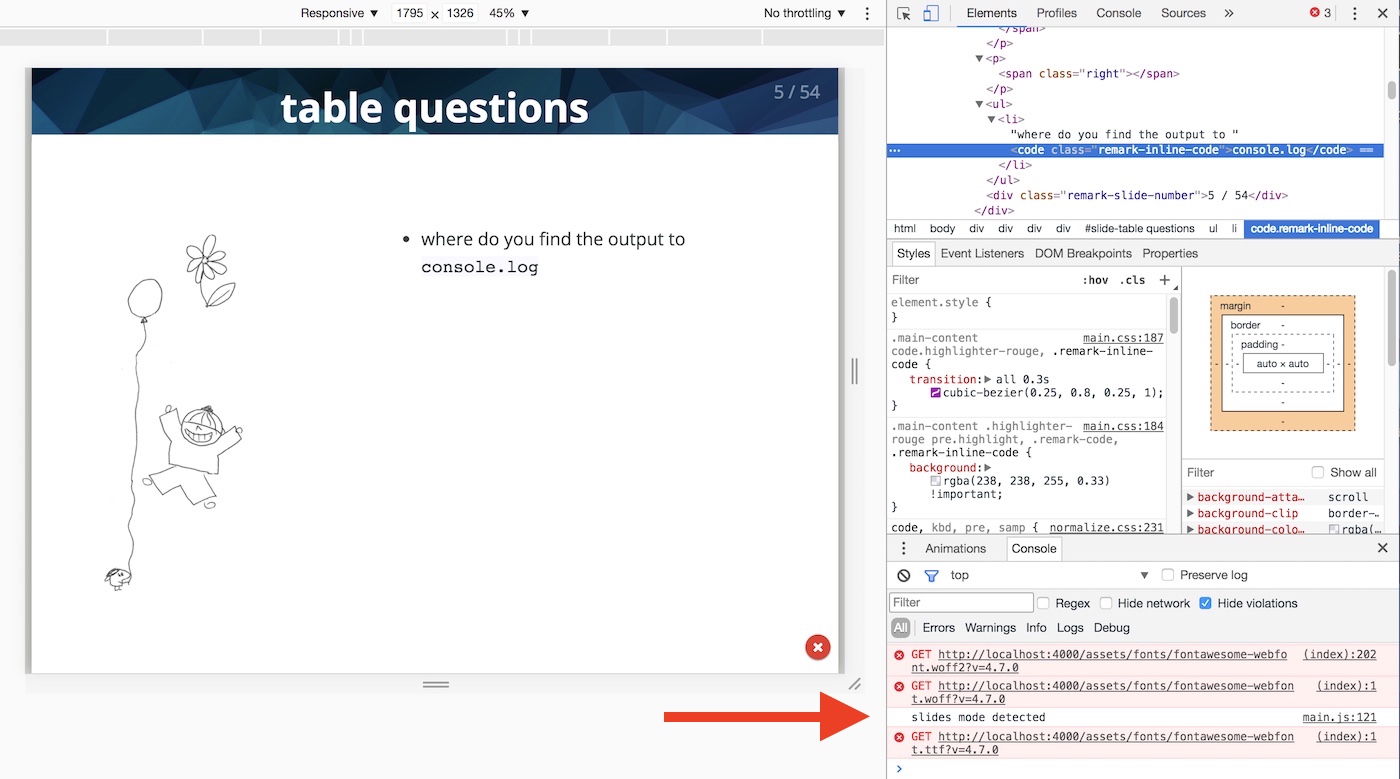 Responsive ▼ 1795 × 1326 45% ▼ No throttling ▼
Elements Profiles Console Sources » 3
table questions
5 / 54
where do you find the output to
console.log
</span>
</p>
▼<p>
<span class="right"></span>
</p>
▼<ul>
▼<li>
"where do you find the output to "
<code class="remark-inline-code">console.log</code> ==
</li>
</ul>
<div class="remark-slide-number">5 / 54</div>
</div>
html body div div div div #slide-table questions ul li code.remark-inline-code
Styles Event Listeners DOM Breakpoints Properties
Filter :hov .cls +
element.style {
}
.main-content main.css:187
code.highlighter-rouge, .remark-inline-
code {
transition:▶ all 0.3s
cubic-bezier(0.25, 0.8, 0.25, 1);
}
.main-content .highlighter- main.css:184
rouge pre.highlight, .remark-code,
.remark-inline-code {
background:▶
rgba(238, 238, 255, 0.33)
!important;
}
code, kbd, pre, samp { normalize.css:231
margin -
border -
padding -
- - - auto × auto - - -
-
-
-
Filter Show all
▶ background-atta… scroll
▶ background-clip border-…
▶ background-colo… rgba(…
Animations Console
top ▼ Preserve log
Filter Regex Hide network Hide violations
All Errors Warnings Info Logs Debug
GET http://localhost:4000/assets/fonts/fontawesome-webfo (index):202
nt.woff2?v=4.7.0
GET http://localhost:4000/assets/fonts/fontawesome-webfon (index):1
t.woff?v=4.7.0
slides mode detected main.js:121
GET http://localhost:4000/assets/fonts/fontawesome-webfon (index):1
t.ttf?v=4.7.0
>